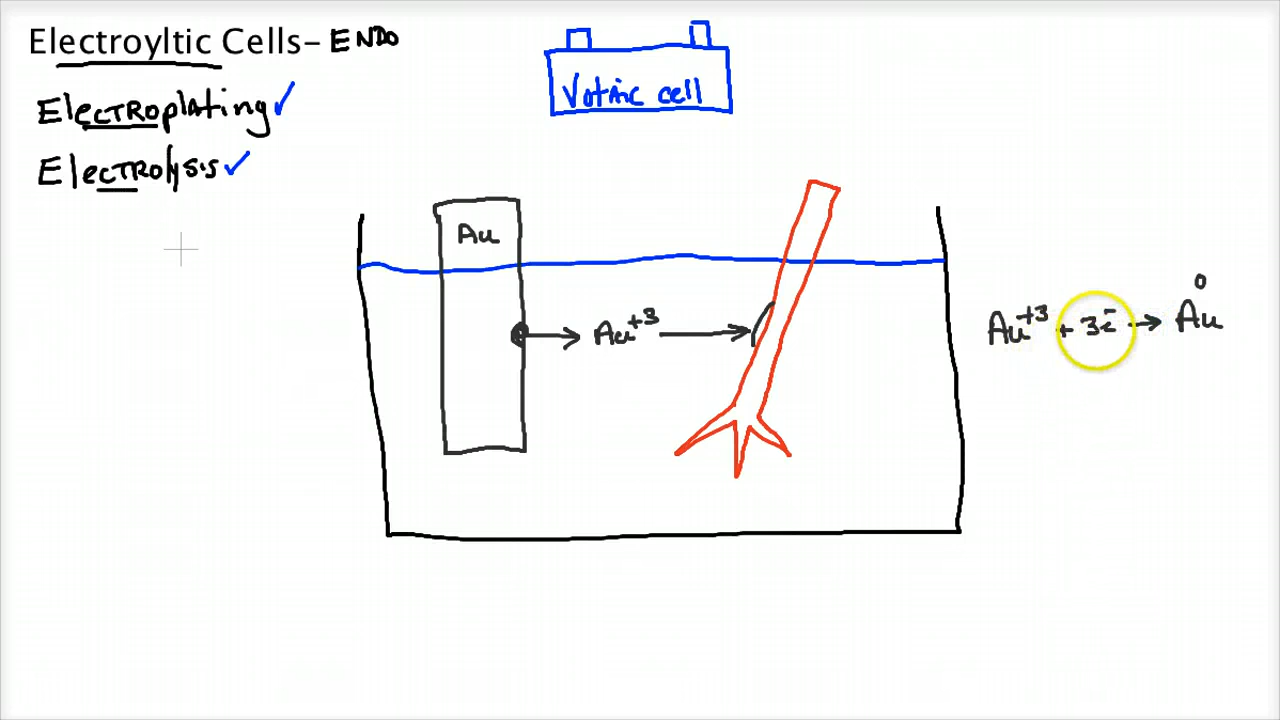 Electroyltic Cells– ENDO
Electroplating ✓
Electrolysis ✓
Voltaic cell
Au
Au+3
Au+3 + 3e- → Au0